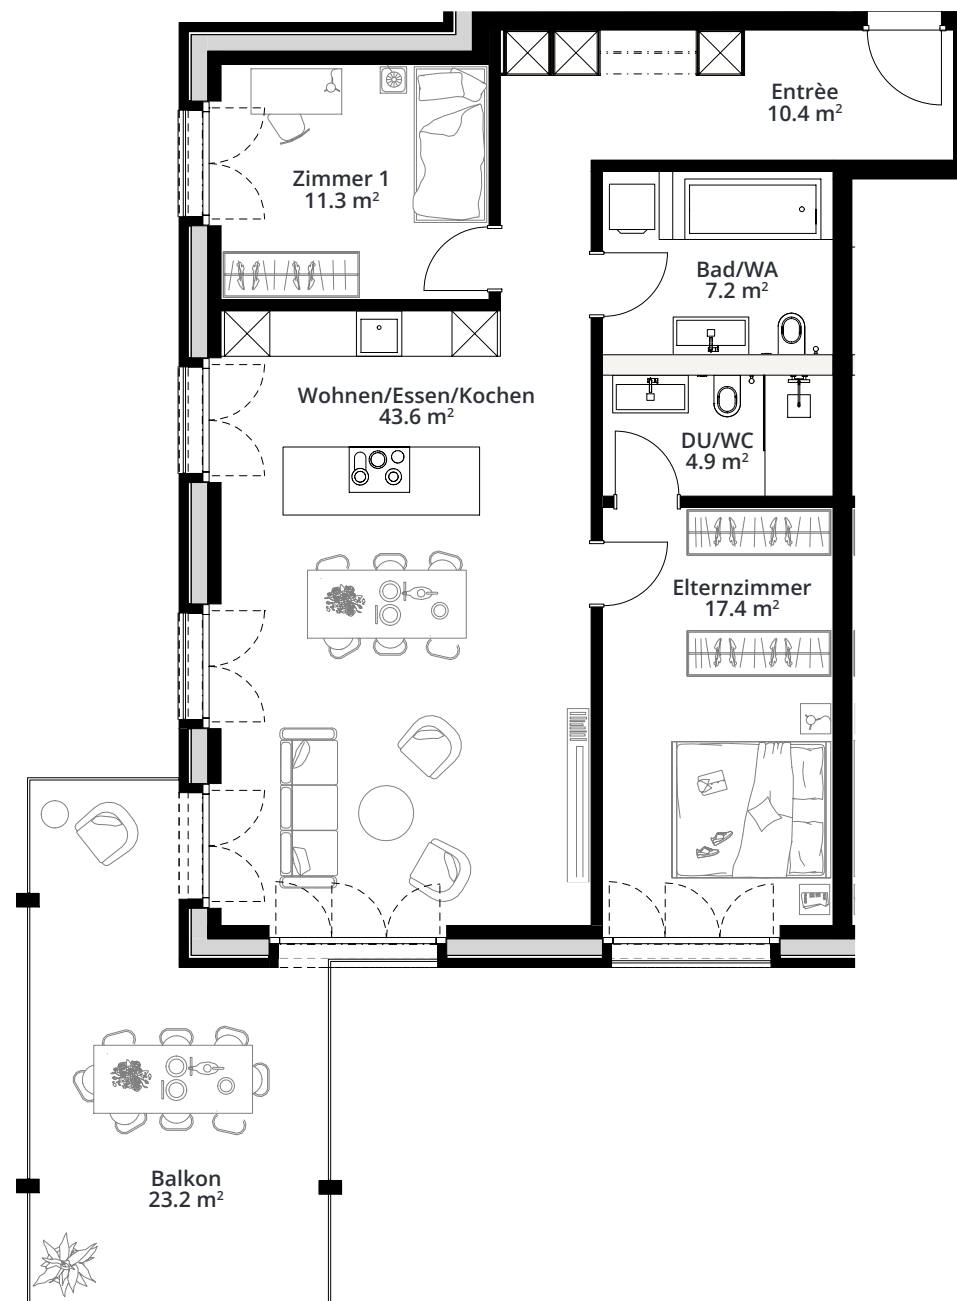 Entrèe
10.4 m²
Zimmer 1
11.3 m²
Bad/WA
7.2 m²
Wohnen/Essen/Kochen
43.6 m²
DU/WC
4.9 m²
Elternzimmer
17.4 m²
Balkon
23.2 m²